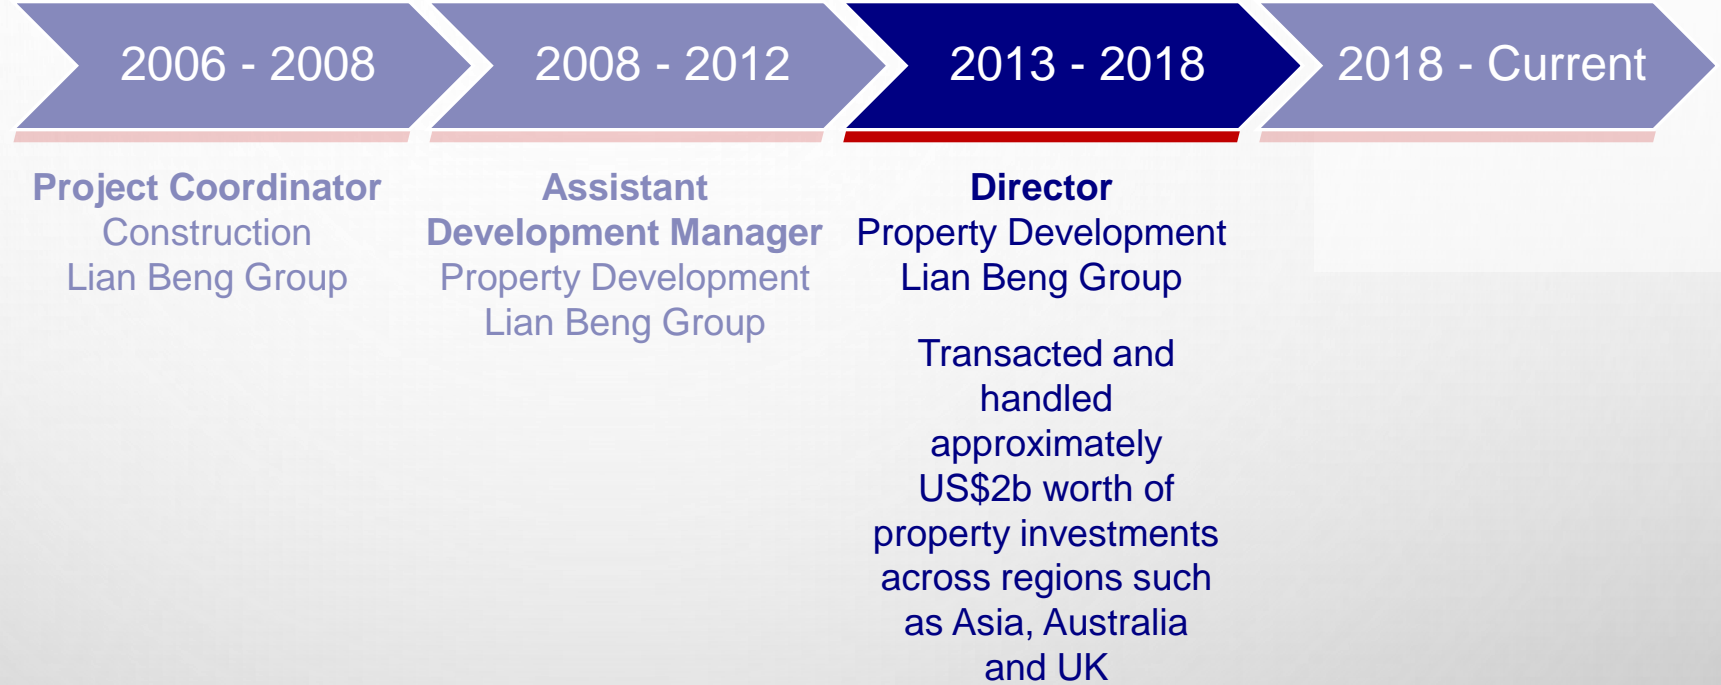 2006 - 2008
2008 - 2012
2013 - 2018
2018 - Current
Project Coordinator
Construction
Lian Beng Group
Assistant
Development Manager
Property Development
Lian Beng Group
Director
Property Development
Lian Beng Group
Transacted and
handled
approximately
US$2b worth of
property investments
across regions such
as Asia, Australia
and UK